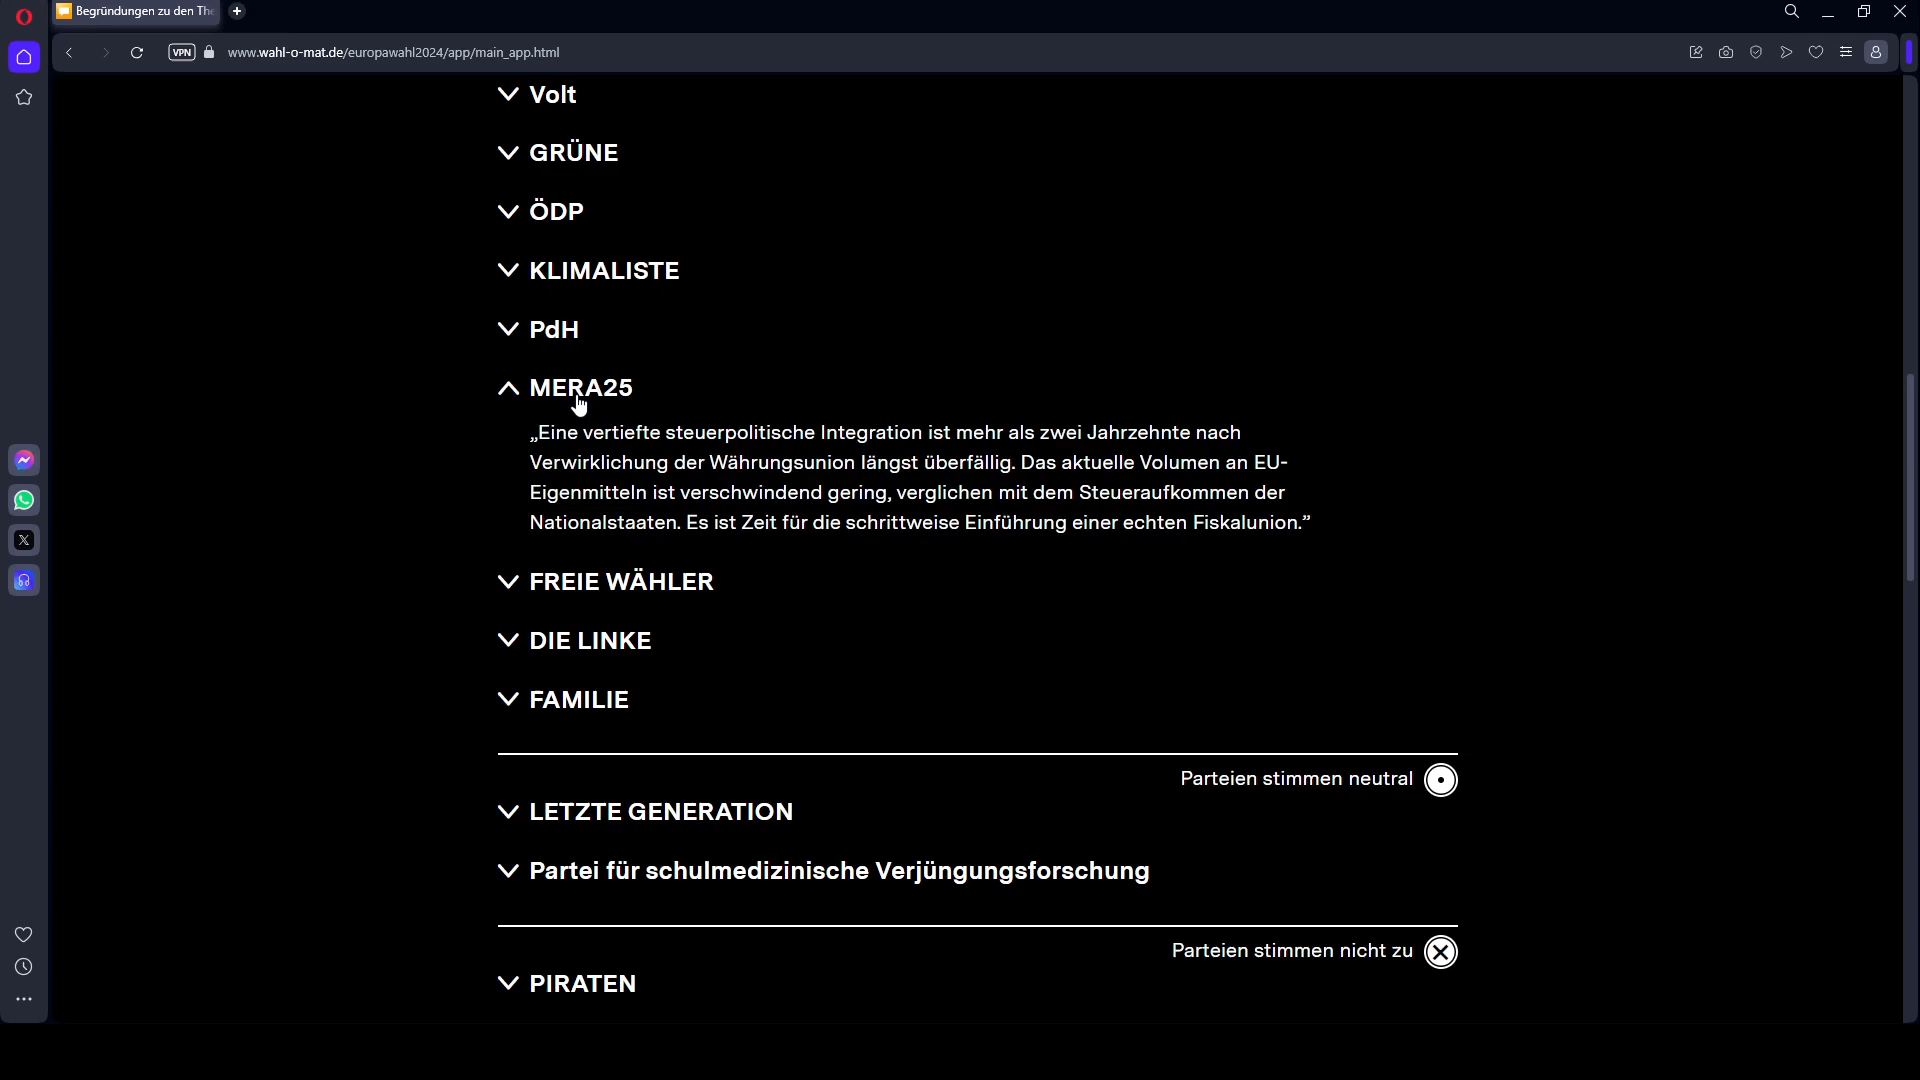 Begründungen zu den Th
VPN
www.wahl-o-mat.de/europawahl2024/app/main_app.html
Volt
GRÜNE
ÖDP
KLIMALISTE
PdH
MERA25
„Eine vertiefte steuerpolitische Integration ist mehr als zwei Jahrzehnte nach
Verwirklichung der Währungsunion längst überfällig. Das aktuelle Volumen an EU-
Eigenmitteln ist verschwindend gering, verglichen mit dem Steueraufkommen der
Nationalstaaten. Es ist Zeit für die schrittweise Einführung einer echten Fiskalunion.”
FREIE WÄHLER
DIE LINKE
FAMILIE
Parteien stimmen neutral
LETZTE GENERATION
Partei für schulmedizinische Verjüngungsforschung
Parteien stimmen nicht zu
PIRATEN